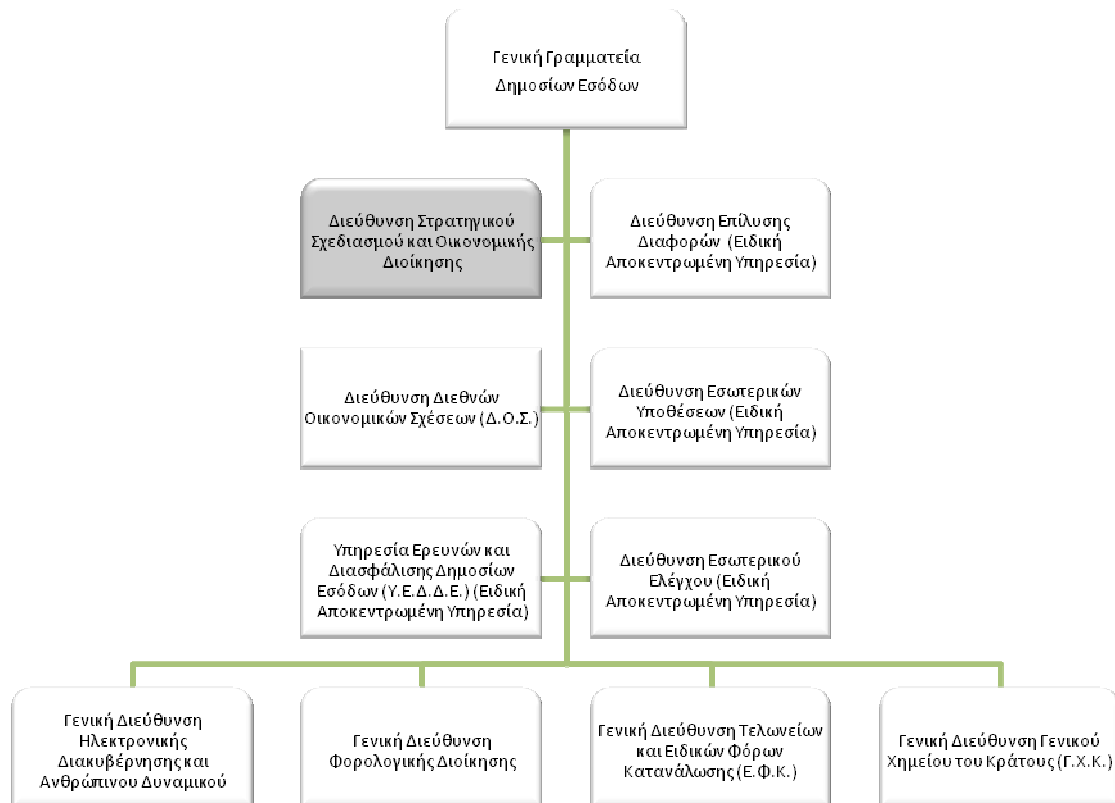 Γενική Γραμματεία
Δημοσίων Εσόδων
Διεύθυνση Στρατηγικού
Σχεδιασμού και Οικονομικής
Διοίκησης
Διεύθυνση Επίλυσης
Διαφορών (Ειδική
Αποκεντρωμένη Υπηρεσία)
Διεύθυνση Διεθνών
Οικονομικών Σχέσεων (Δ.Ο.Σ.)
Διεύθυνση Εσωτερικών
Υποθέσεων (Ειδική
Αποκεντρωμένη Υπηρεσία)
Υπηρεσία Ερευνών και
Διασφάλισης Δημοσίων
Εσόδων (Υ.Ε.Δ.Δ.Ε.) (Ειδική
Αποκεντρωμένη Υπηρεσία)
Διεύθυνση Εσωτερικού
Ελέγχου (Ειδική
Αποκεντρωμένη Υπηρεσία)
Γενική Διεύθυνση
Ηλεκτρονικής
Διακυβέρνησης και
Ανθρώπινου Δυναμικού
Γενική Διεύθυνση
Φορολογικής Διοίκησης
Γενική Διεύθυνση Τελωνείων
και Ειδικών Φόρων
Κατανάλωσης (Ε.Φ.Κ.)
Γενική Διεύθυνση Γενικού
Χημείου του Κράτους (Γ.Χ.Κ.)